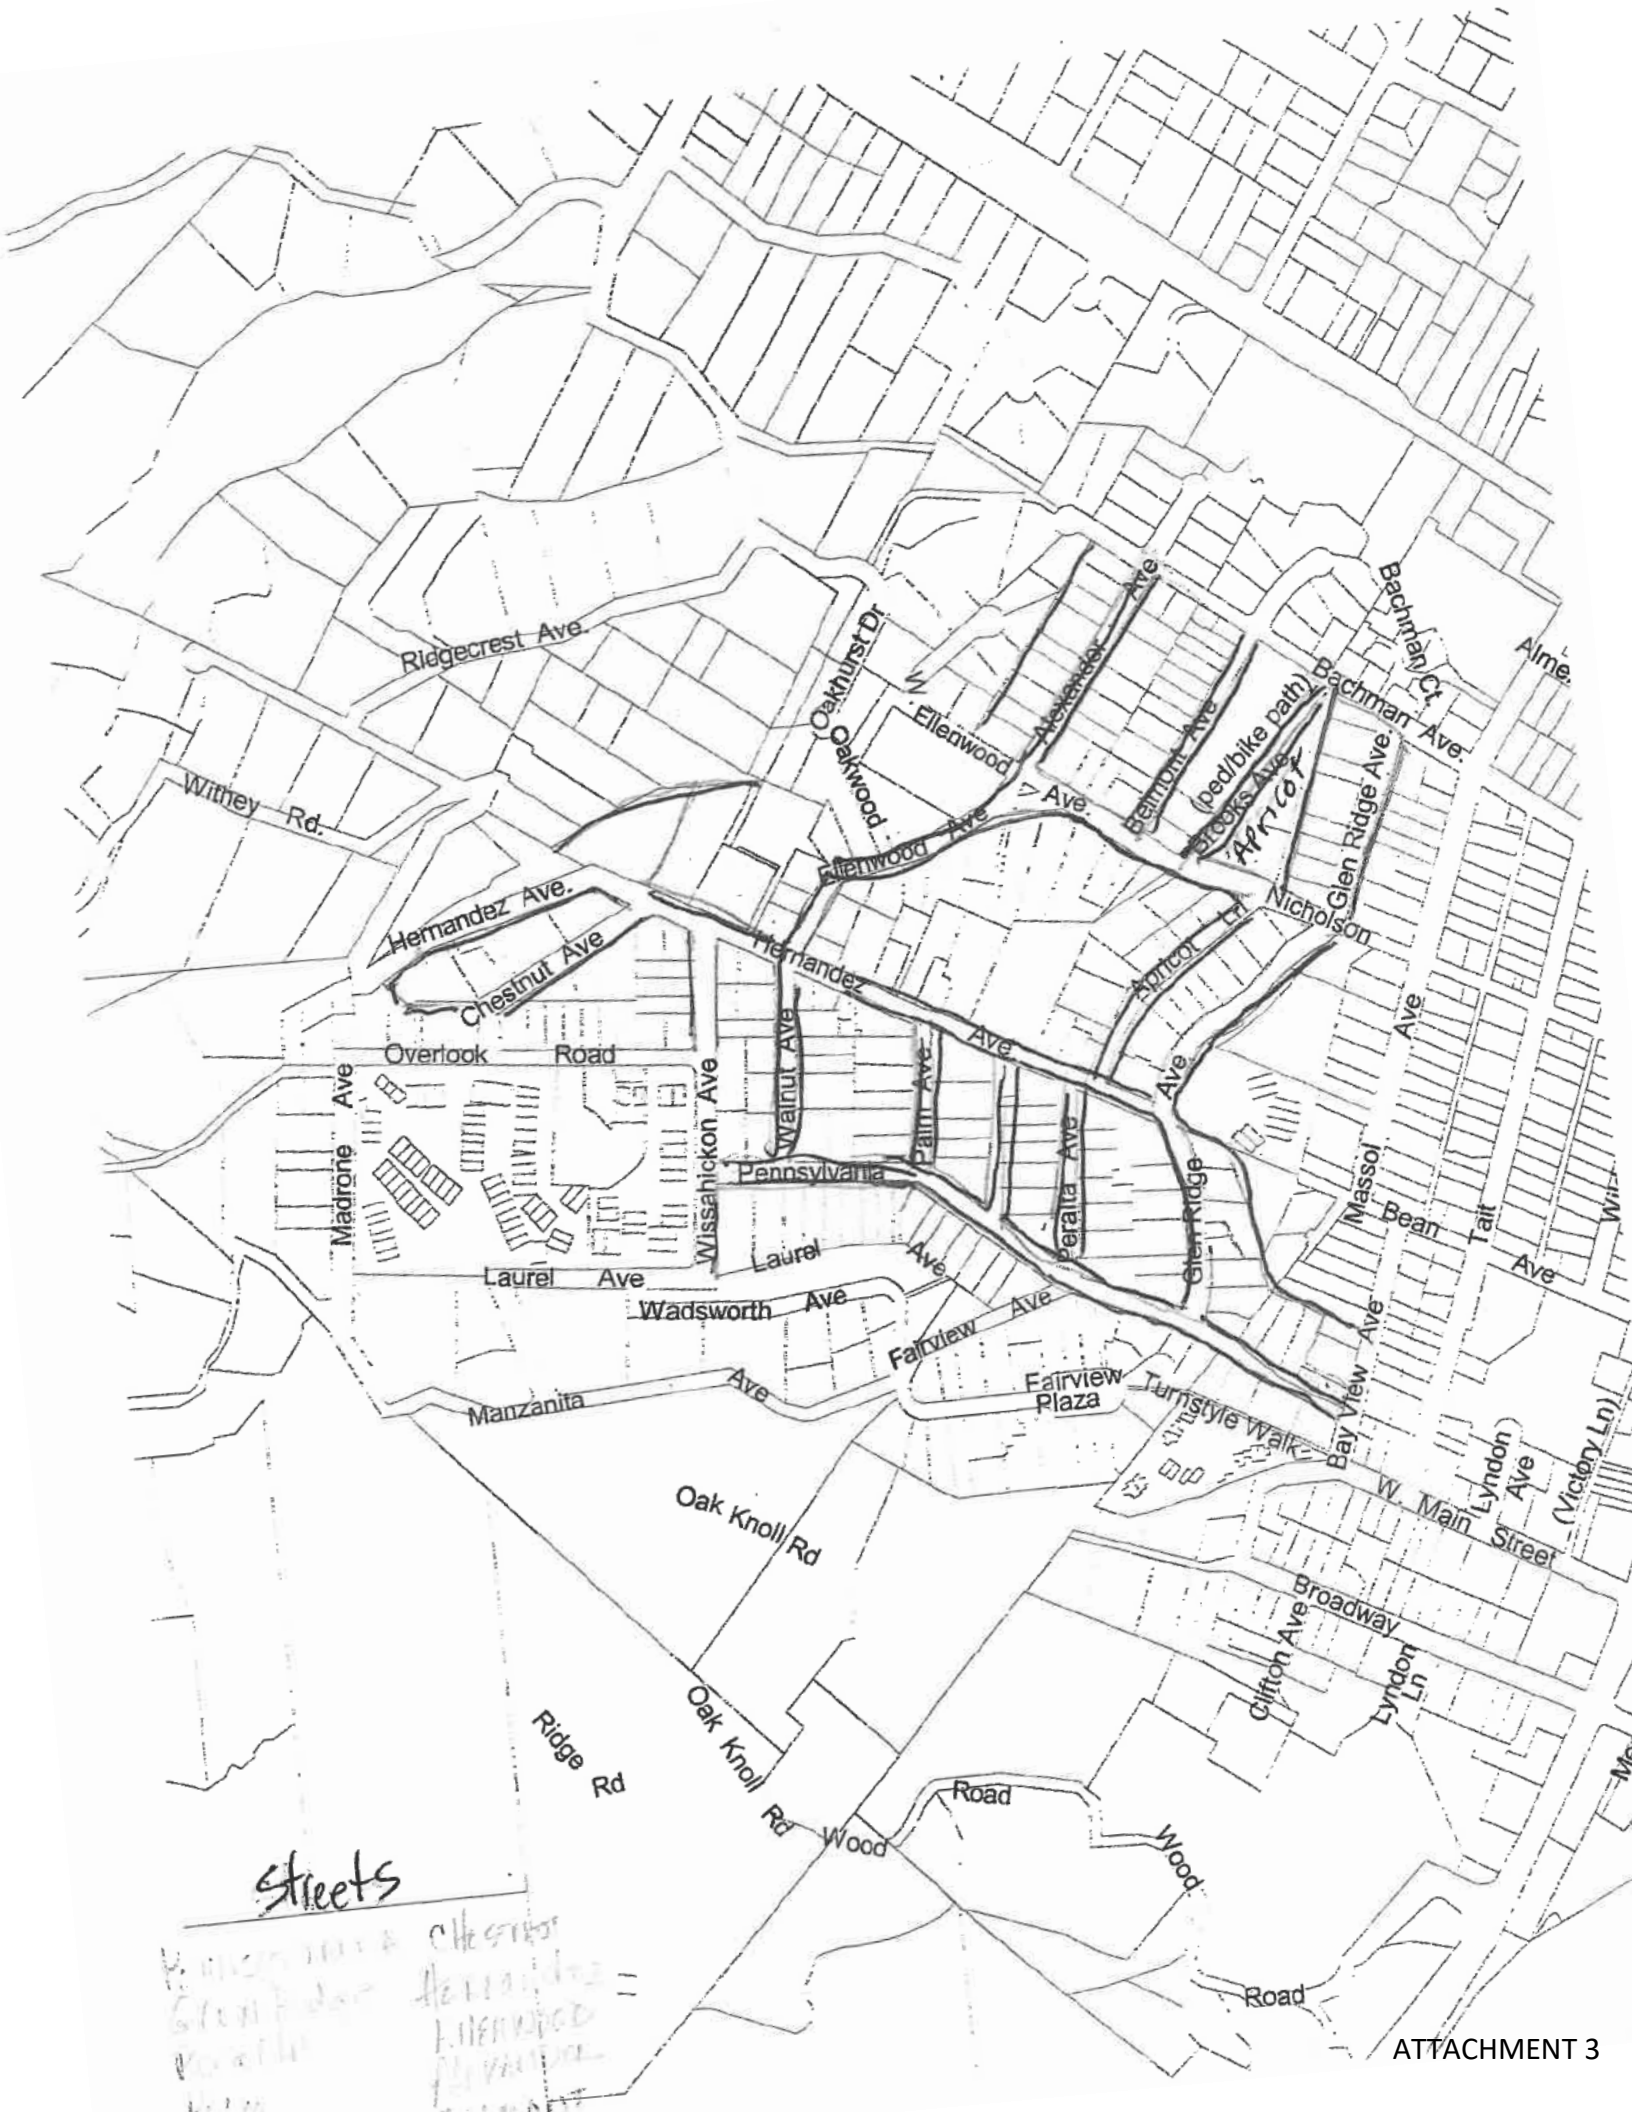 Bachman Ct
Alme.
Ridgecrest Ave.
Oakhurst Dr
W. Ellenwood Ave
Alexander Ave
Bachman Ave.
Oakwood
Belmont Ave
(ped/bike path)
Brooks Ave
Apricot
Glen Ridge Ave
Withey Rd.
Ellenwood Ave
Nicholson
Hernandez Ave.
Chestnut Ave
Hernandez Ave
Apricot Ln
Ave
Overlook Road
Madrone Ave
Wissahickon Ave
Walnut Ave
Palm Ave
Peralta Ave
Glen Ridge Ave
Massol
Pennsylvania
Bean Ave
Tait
Laurel Ave
Laurel Ave
Wadsworth Ave
Fairview Ave
Fairview
Plaza
Manzanita Ave
Turnstyle Walk
Bay View Ave
Lyndon
Ave
(Victory Ln)
W. Main Street
Oak Knoll Rd
Broadway
Clifton Ave
Lyndon
Ln
Ridge
Rd
Oak Knoll Rd
Wood Road
Wood
Road
Streets
ATTACHMENT 3